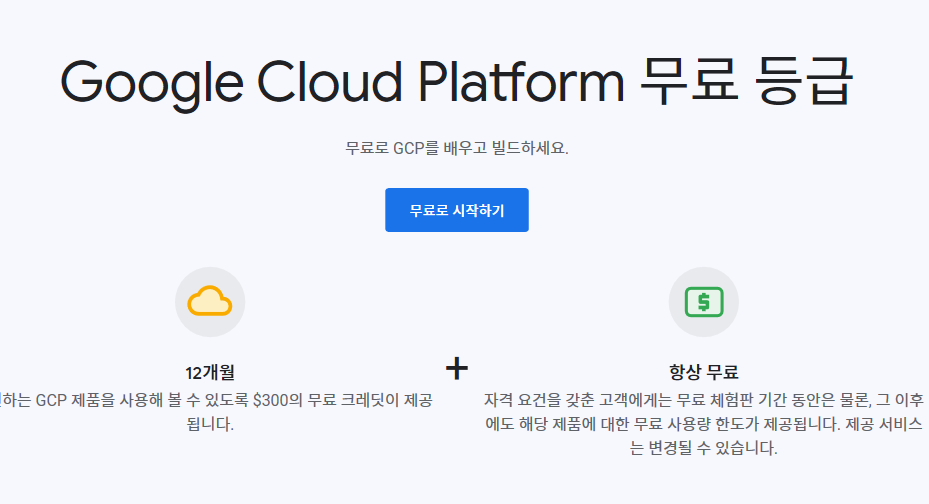 Google Cloud Platform 무료 등급
무료로 GCP를 배우고 빌드하세요.
무료로 시작하기
12개월
하는 GCP 제품을 사용해 볼 수 있도록 $300의 무료 크레딧이 제공
됩니다.
+
항상 무료
자격 요건을 갖춘 고객에게는 무료 체험판 기간 동안은 물론, 그 이후
에도 해당 제품에 대한 무료 사용량 한도가 제공됩니다. 제공 서비스
는 변경될 수 있습니다.